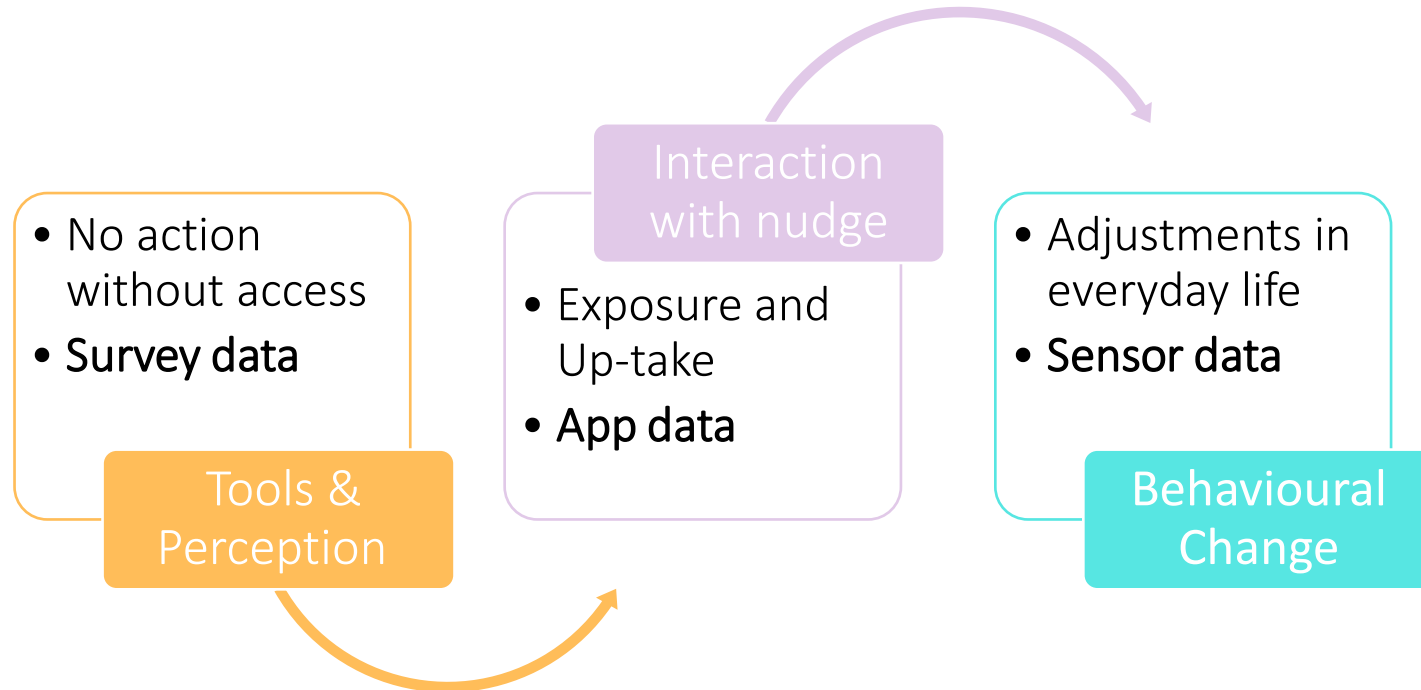 • No action
without access
• Survey data
Tools &
Perception
Interaction
with nudge
• Exposure and
Up-take
• App data
• Adjustments in
everyday life
• Sensor data
Behavioural
Change